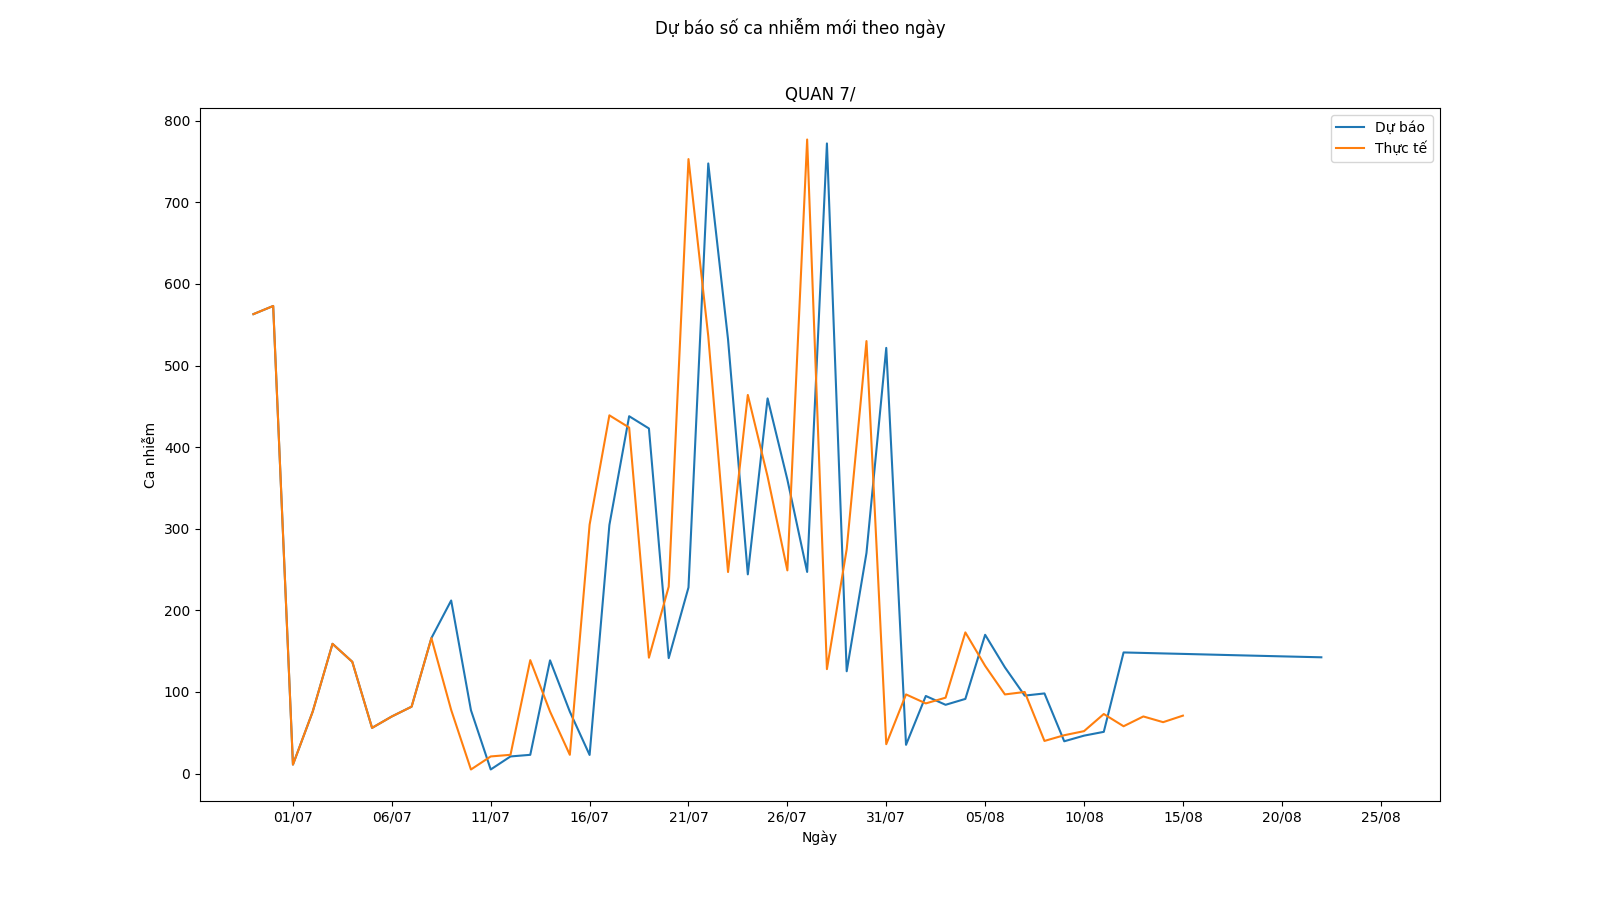 Dự báo số ca nhiễm mới theo ngày
QUAN 7/
Dự báo
Thực tế
Ca nhiễm
800
700
600
500
400
300
200
100
0
01/07 06/07 11/07 16/07 21/07 26/07 31/07 05/08 10/08 15/08 20/08 25/08
Ngày